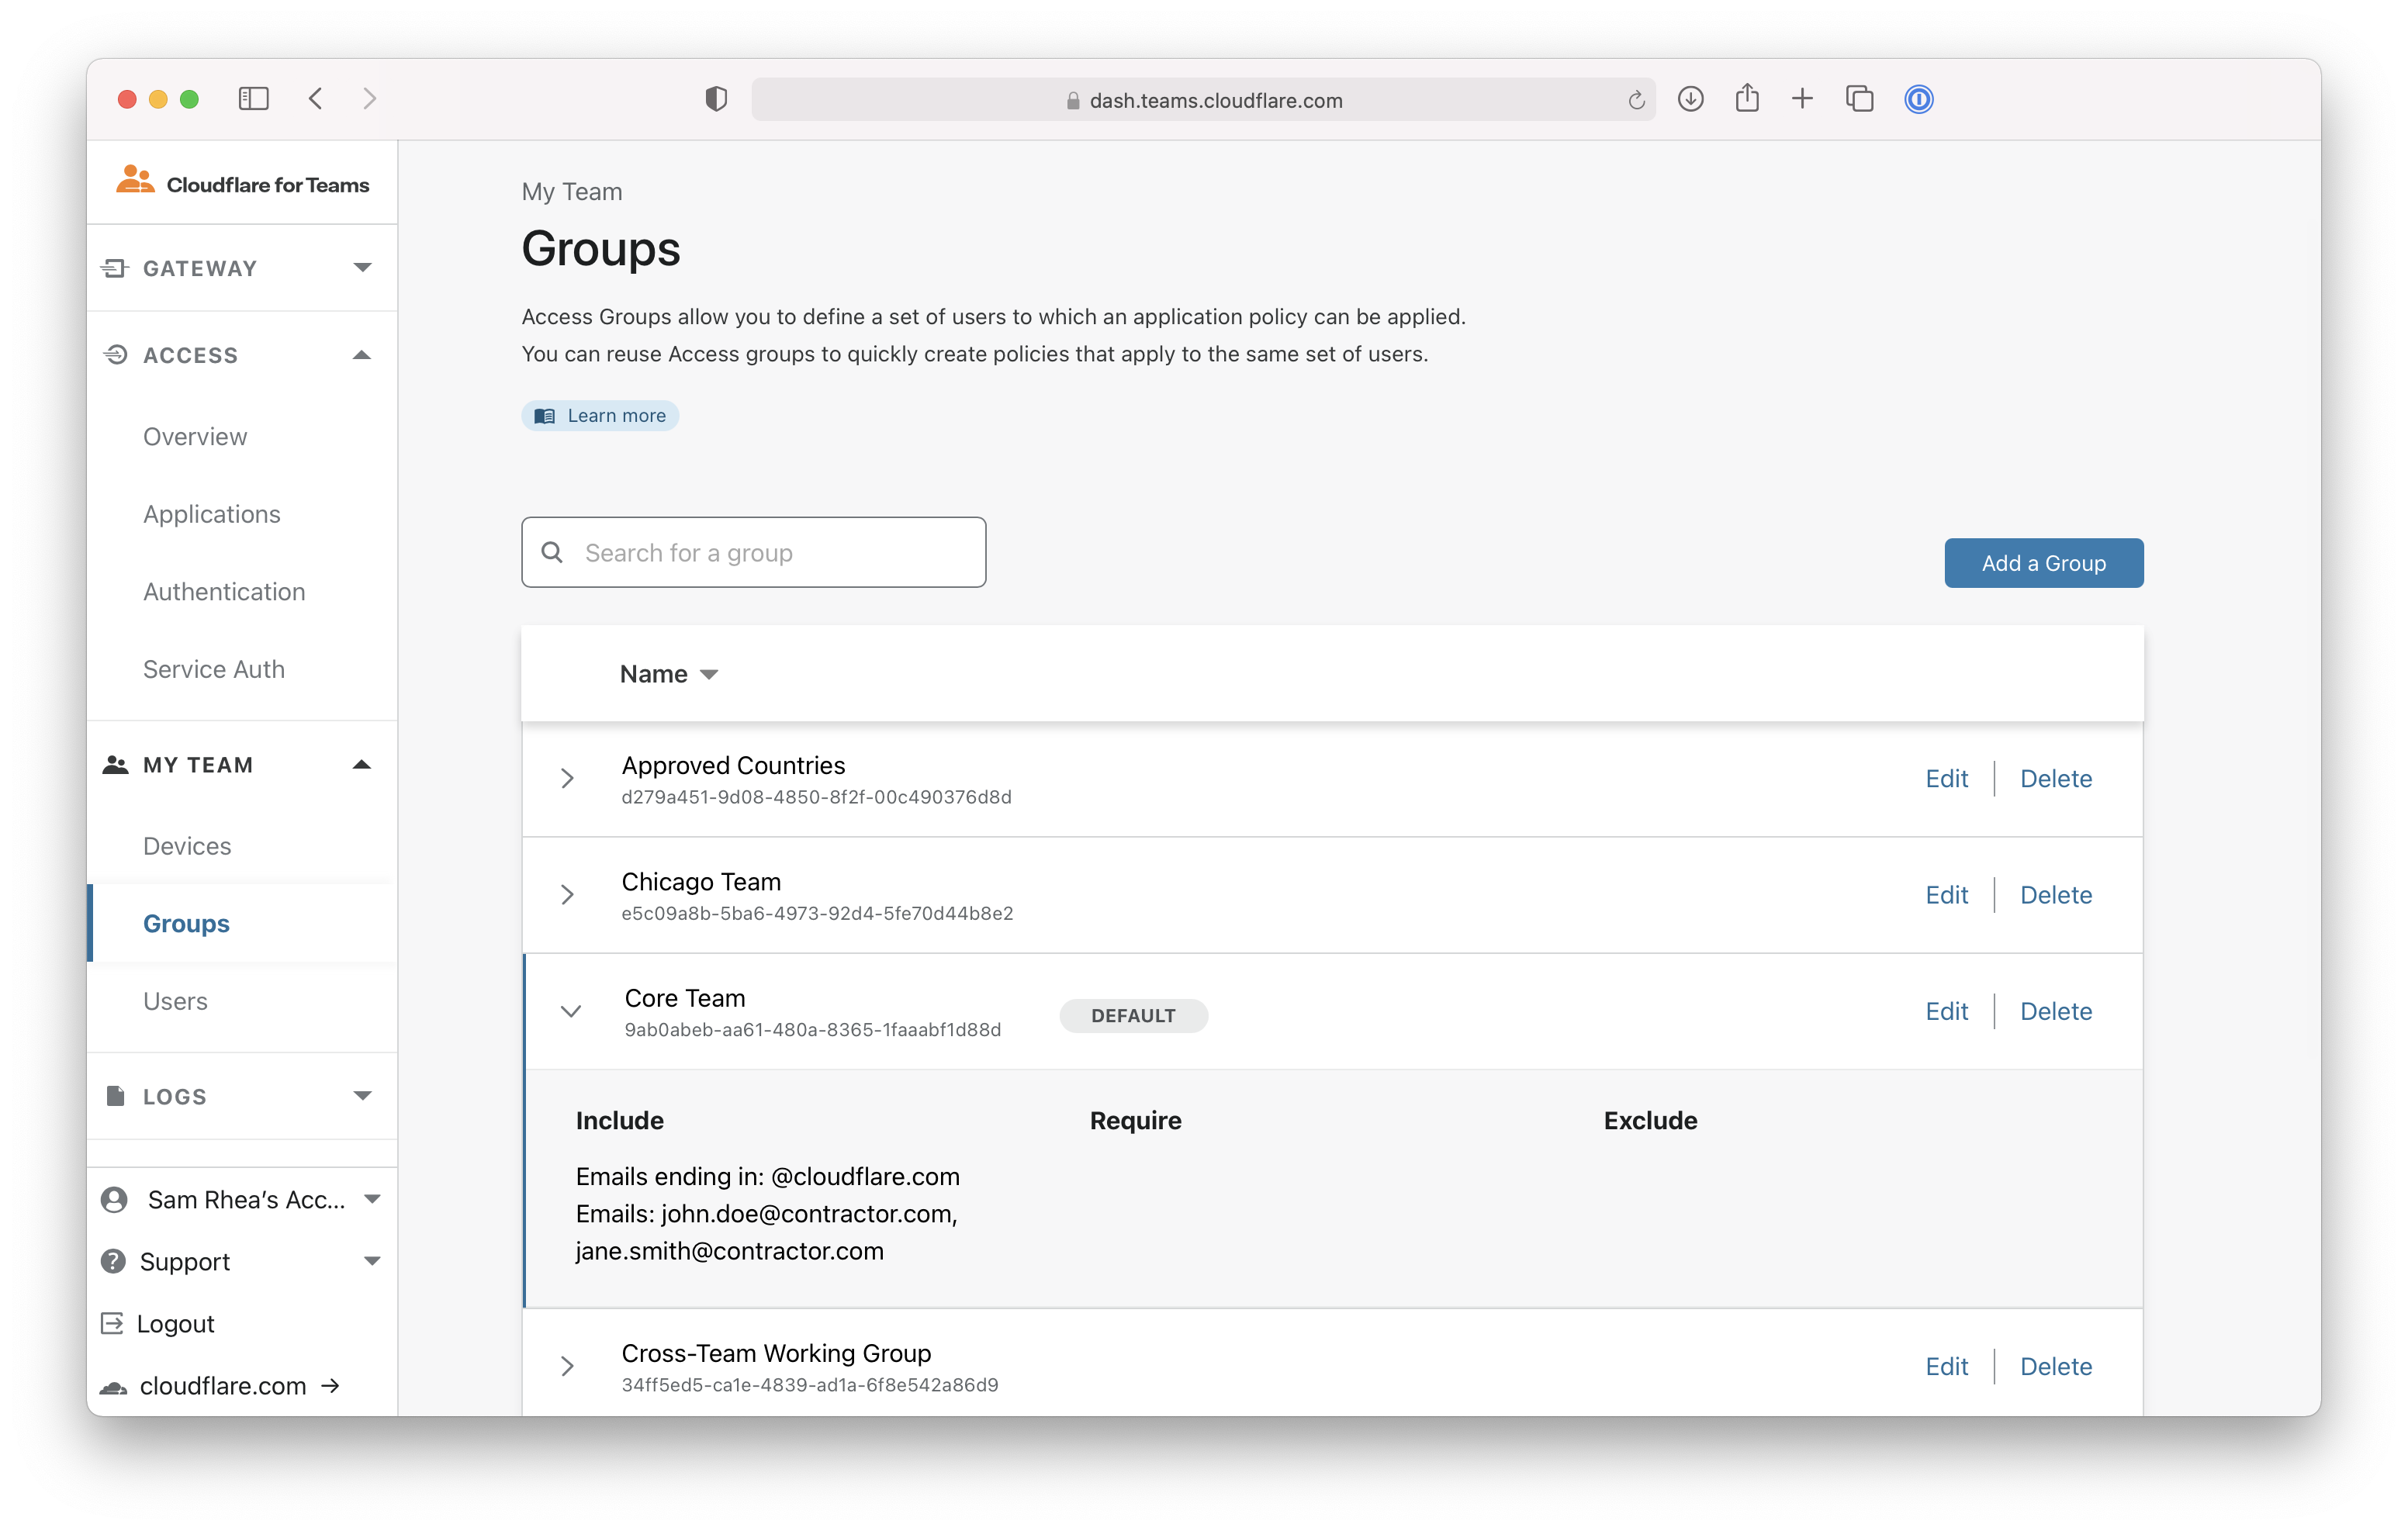 dash.teams.cloudflare.com
Cloudflare for Teams
GATEWAY
ACCESS
Overview
Applications
Authentication
Service Auth
MY TEAM
Devices
Groups
Users
LOGS
Sam Rhea’s Acc...
Support
Logout
cloudflare.com →
My Team
Groups
Access Groups allow you to define a set of users to which an application policy can be applied.
You can reuse Access groups to quickly create policies that apply to the same set of users.
Learn more
Search for a group
Add a Group
Name
Approved Countries
d279a451-9d08-4850-8f2f-00c490376d8d
Edit Delete
Chicago Team
e5c09a8b-5ba6-4973-92d4-5fe70d44b8e2
Edit Delete
Core Team
9ab0abeb-aa61-480a-8365-1faaabf1d88d
DEFAULT
Edit Delete
Include Require Exclude
Emails ending in: @cloudflare.com
Emails: john.doe@contractor.com,
jane.smith@contractor.com
Cross-Team Working Group
34ff5ed5-ca1e-4839-ad1a-6f8e542a86d9
Edit Delete